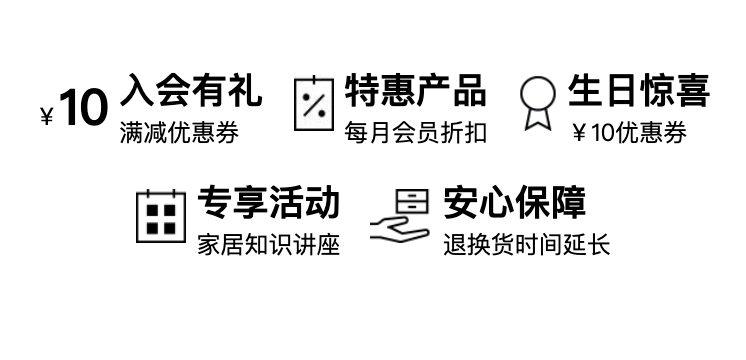 ¥10 入会有礼
满减优惠券
特惠产品
每月会员折扣
生日惊喜
¥10优惠券
专享活动
家居知识讲座
安心保障
退换货时间延长